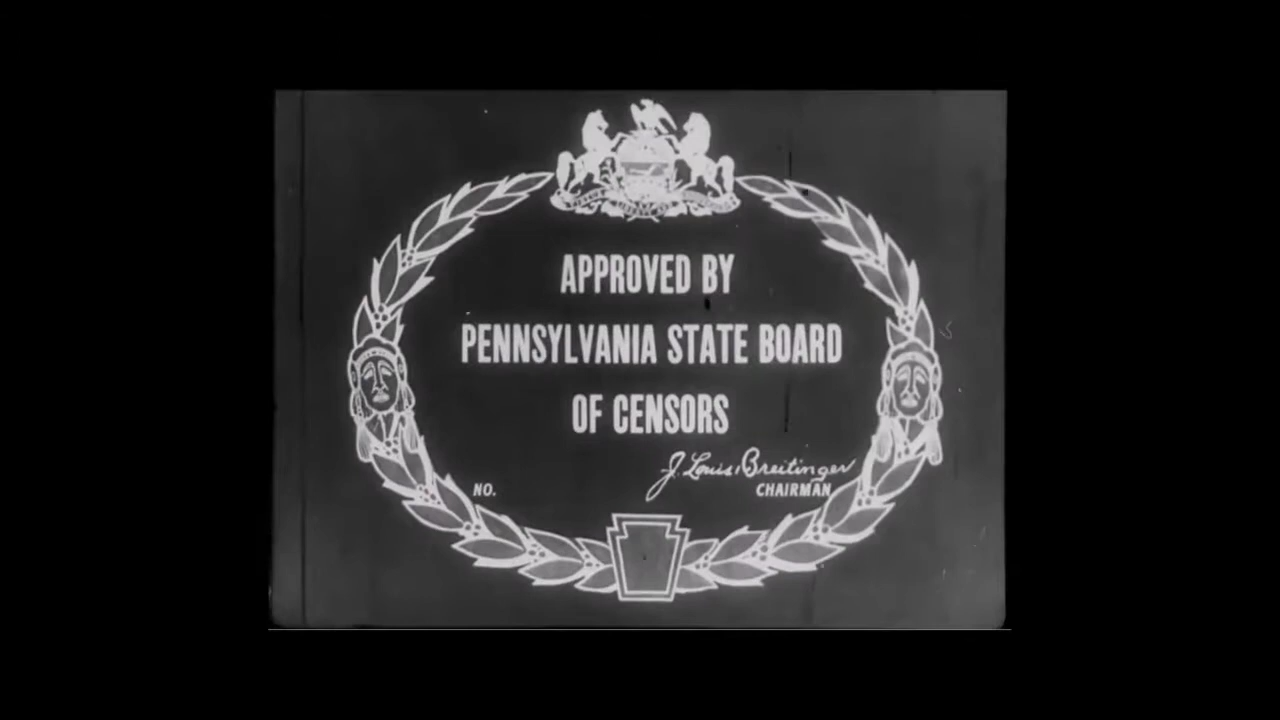 APPROVED BY
PENNSYLVANIA STATE BOARD
OF CENSORS
J. Louis Breitinger
NO.
CHAIRMAN